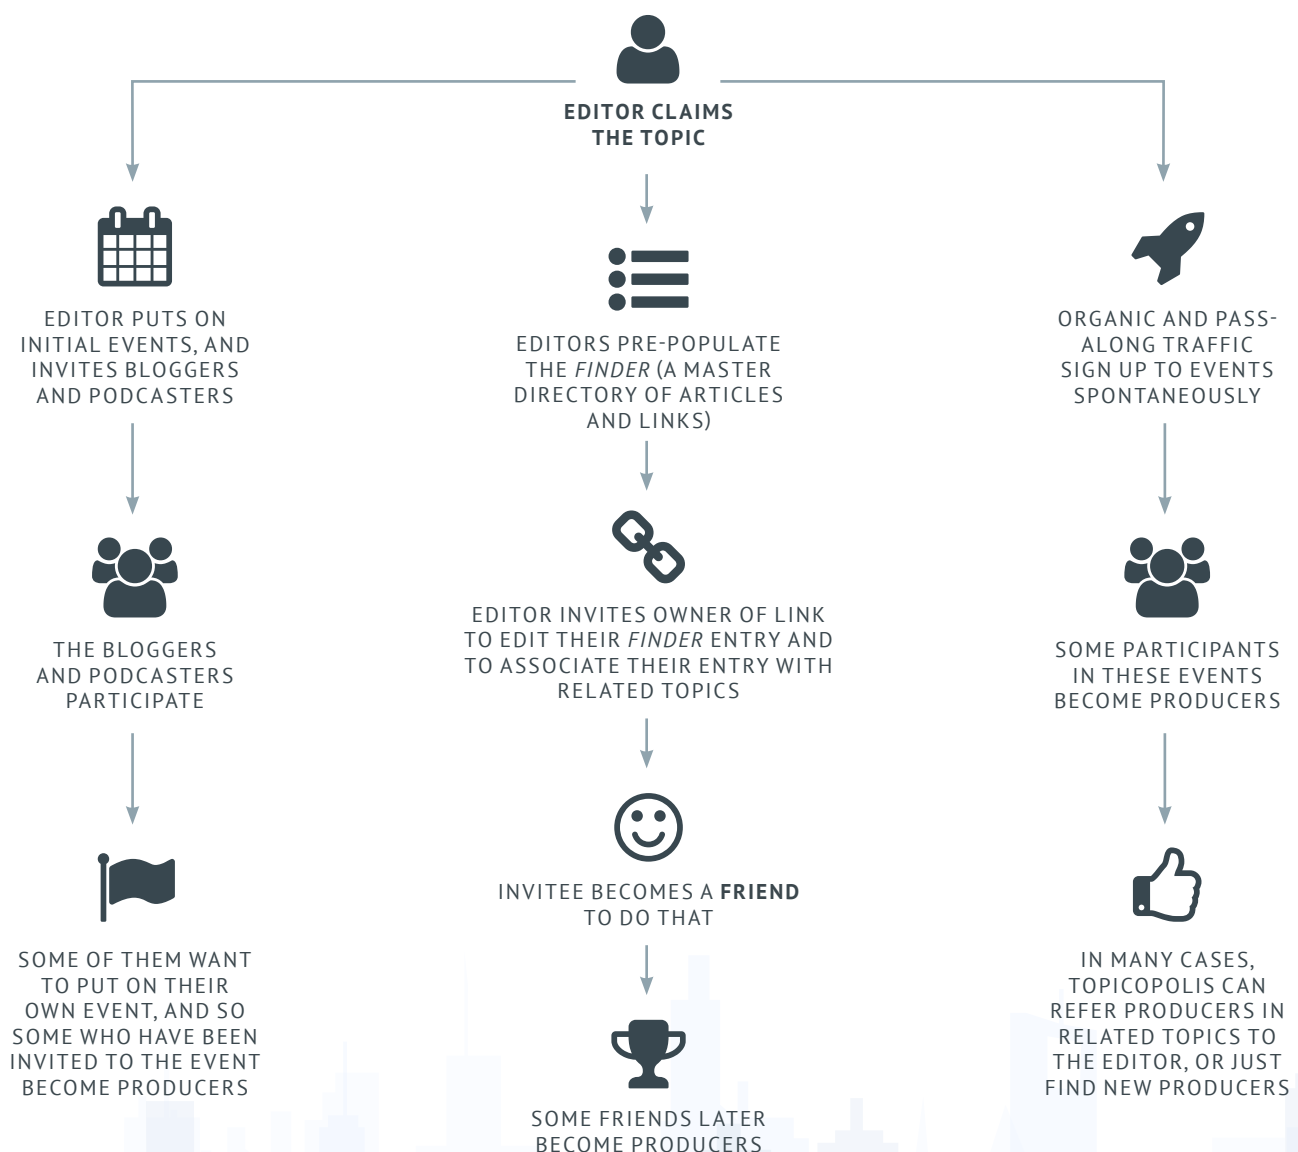 EDITOR CLAIMS
THE TOPIC
EDITOR PUTS ON
INITIAL EVENTS, AND
INVITES BLOGGERS
AND PODCASTERS
THE BLOGGERS
AND PODCASTERS
PARTICIPATE
SOME OF THEM WANT
TO PUT ON THEIR
OWN EVENT, AND SO
SOME WHO HAVE BEEN
INVITED TO THE EVENT
BECOME PRODUCERS
EDITORS PRE-POPULATE
THE FINDER (A MASTER
DIRECTORY OF ARTICLES
AND LINKS)
EDITOR INVITES OWNER OF LINK
TO EDIT THEIR FINDER ENTRY AND
TO ASSOCIATE THEIR ENTRY WITH
RELATED TOPICS
INVITEE BECOMES A FRIEND
TO DO THAT
SOME FRIENDS LATER
BECOME PRODUCERS
ORGANIC AND PASS-
ALONG TRAFFIC
SIGN UP TO EVENTS
SPONTANEOUSLY
SOME PARTICIPANTS
IN THESE EVENTS
BECOME PRODUCERS
IN MANY CASES,
TOPICOPOLIS CAN
REFER PRODUCERS IN
RELATED TOPICS TO
THE EDITOR, OR JUST
FIND NEW PRODUCERS